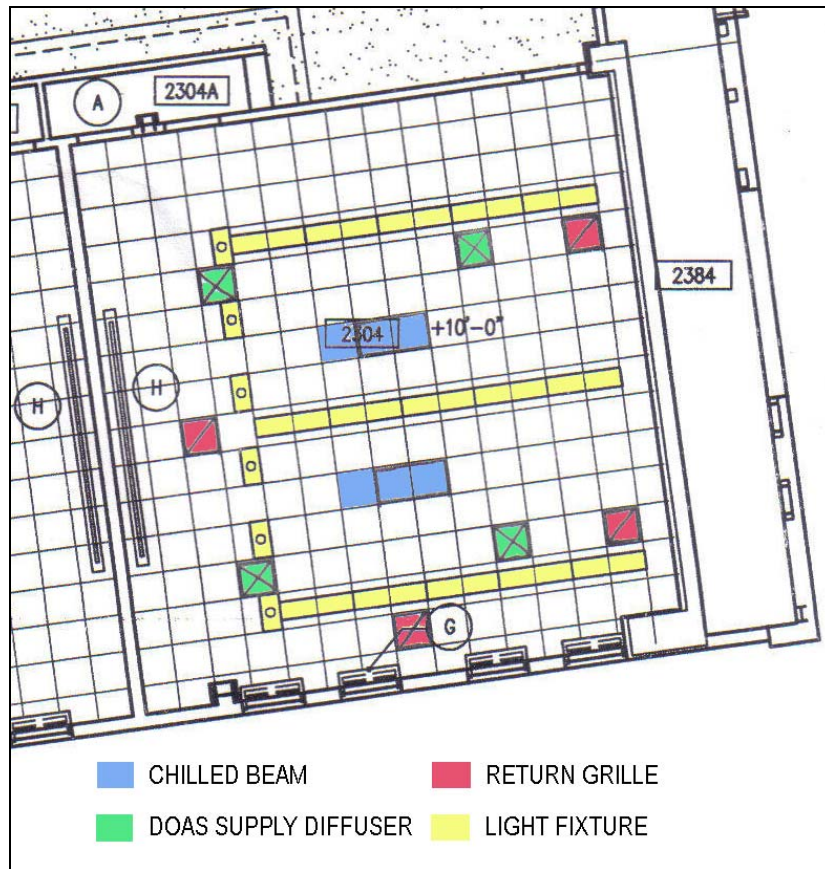 A
2304A
2384
2304
+10'-0"
H
H
G
CHILLED BEAM
RETURN GRILLE
DOAS SUPPLY DIFFUSER
LIGHT FIXTURE